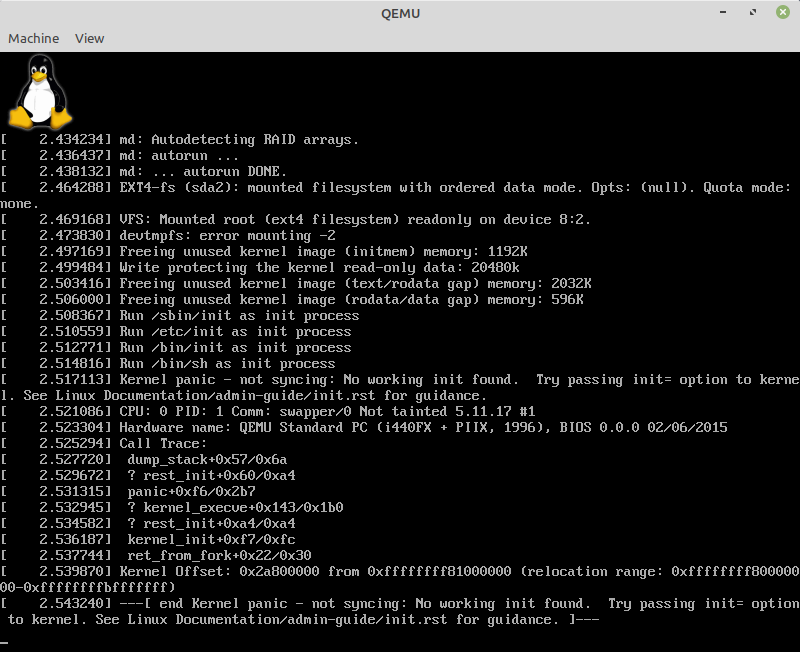 QEMU
Machine View
[    2.434234] md: Autodetecting RAID arrays.
[    2.436437] md: autorun ...
[    2.438132] md: ... autorun DONE.
[    2.464288] EXT4-fs (sda2): mounted filesystem with ordered data mode. Opts: (null). Quota mode:
none.
[    2.469168] VFS: Mounted root (ext4 filesystem) readonly on device 8:2.
[    2.473830] devtmpfs: error mounting -2
[    2.497169] Freeing unused kernel image (initmem) memory: 1192K
[    2.499484] Write protecting the kernel read-only data: 20480k
[    2.503416] Freeing unused kernel image (text/rodata gap) memory: 2032K
[    2.506000] Freeing unused kernel image (rodata/data gap) memory: 596K
[    2.508367] Run /sbin/init as init process
[    2.510559] Run /etc/init as init process
[    2.512771] Run /bin/init as init process
[    2.514816] Run /bin/sh as init process
[    2.517113] Kernel panic - not syncing: No working init found.  Try passing init= option to kerne
l. See Linux Documentation/admin-guide/init.rst for guidance.
[    2.521086] CPU: 0 PID: 1 Comm: swapper/0 Not tainted 5.11.17 #1
[    2.523304] Hardware name: QEMU Standard PC (i440FX + PIIX, 1996), BIOS 0.0.0 02/06/2015
[    2.525294] Call Trace:
[    2.527720]  dump_stack+0x57/0x6a
[    2.529672]  ? rest_init+0x60/0xa4
[    2.531315]  panic+0xf6/0x2b7
[    2.532945]  ? kernel_execve+0x143/0x1b0
[    2.534582]  ? rest_init+0xa4/0xa4
[    2.536187]  kernel_init+0xf7/0xfc
[    2.537744]  ret_from_fork+0x22/0x30
[    2.539870] Kernel Offset: 0x2a800000 from 0xffffffff81000000 (relocation range: 0xffffffff800000
00-0xffffffffbfffffff)
[    2.543240] ---[ end Kernel panic - not syncing: No working init found.  Try passing init= option
 to kernel. See Linux Documentation/admin-guide/init.rst for guidance. ]---